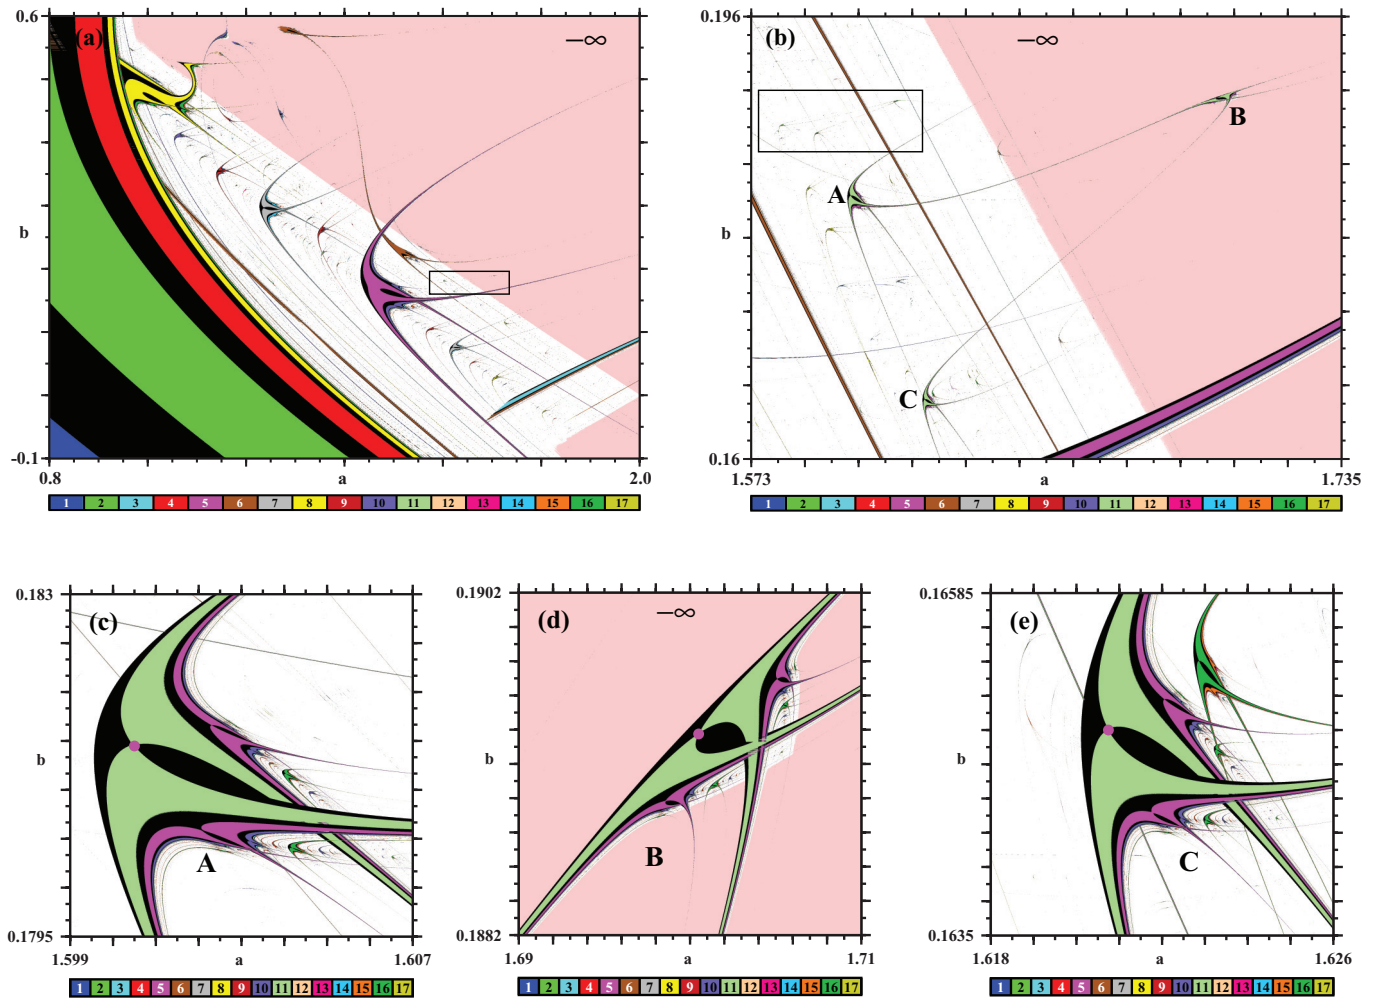 0.6
(a)
−∞
b
-0.1
0.8
a
2.0
1 2 3 4 5 6 7 8 9 10 11 12 13 14 15 16 17
0.196
(b)
−∞
B
A
b
C
0.16
1.573
a
1.735
1 2 3 4 5 6 7 8 9 10 11 12 13 14 15 16 17
0.183
(c)
b
A
0.1795
1.599
a
1.607
1 2 3 4 5 6 7 8 9 10 11 12 13 14 15 16 17
0.1902
(d)
−∞
b
B
0.1882
1.69
a
1.71
1 2 3 4 5 6 7 8 9 10 11 12 13 14 15 16 17
0.16585
(e)
b
C
0.1635
1.618
a
1.626
1 2 3 4 5 6 7 8 9 10 11 12 13 14 15 16 17